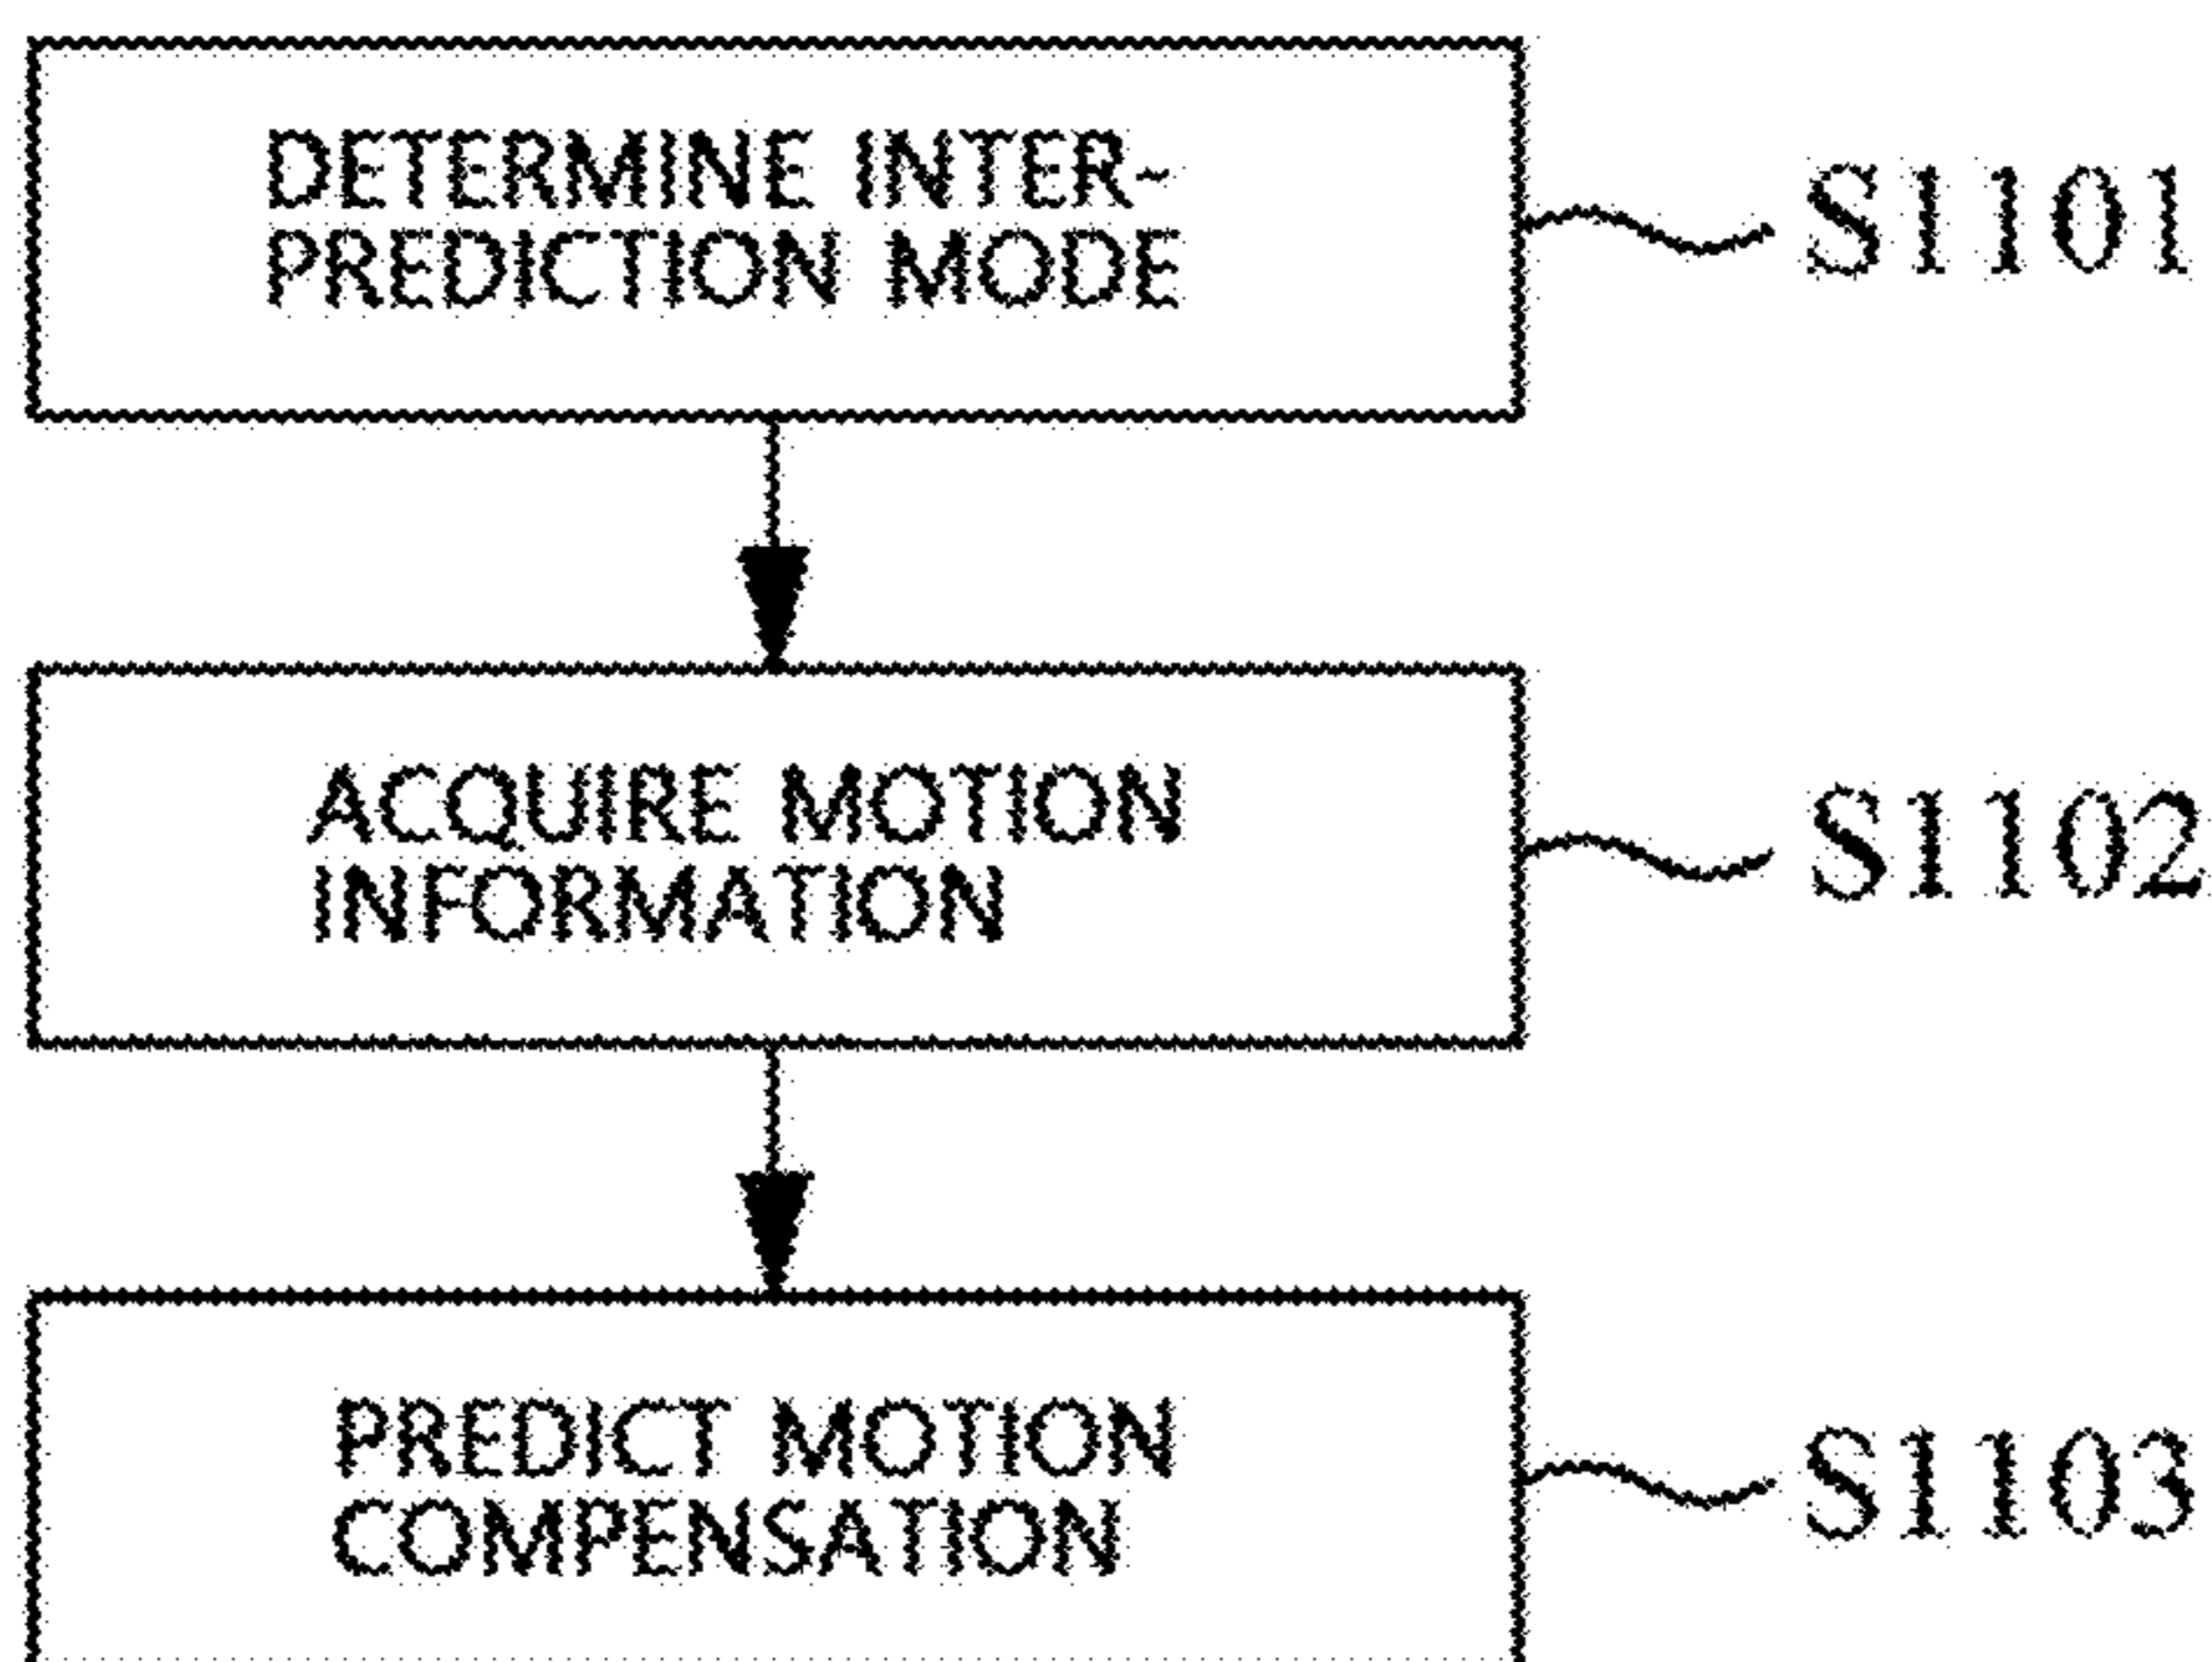 DETERMINE INTER-
PREDICTION MODE
S1101
ACQUIRE MOTION
INFORMATION
S1102
PREDICT MOTION
COMPENSATION
S1103